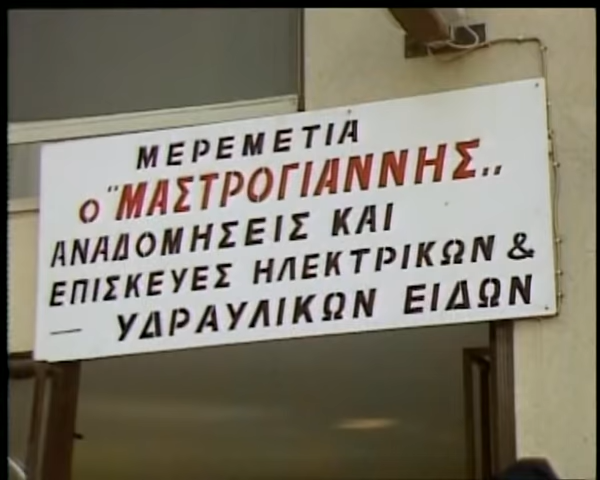 ΜΕΡΕΜΕΤΙΑ
Ο "ΜΑΣΤΡΟΓΙΑΝΝΗΣ„
ΑΝΑΔΟΜΗΣΕΙΣ ΚΑΙ
ΕΠΙΣΚΕΥΕΣ ΗΛΕΚΤΡΙΚΩΝ &
— ΥΔΡΑΥΛΙΚΩΝ ΕΙΔΩΝ